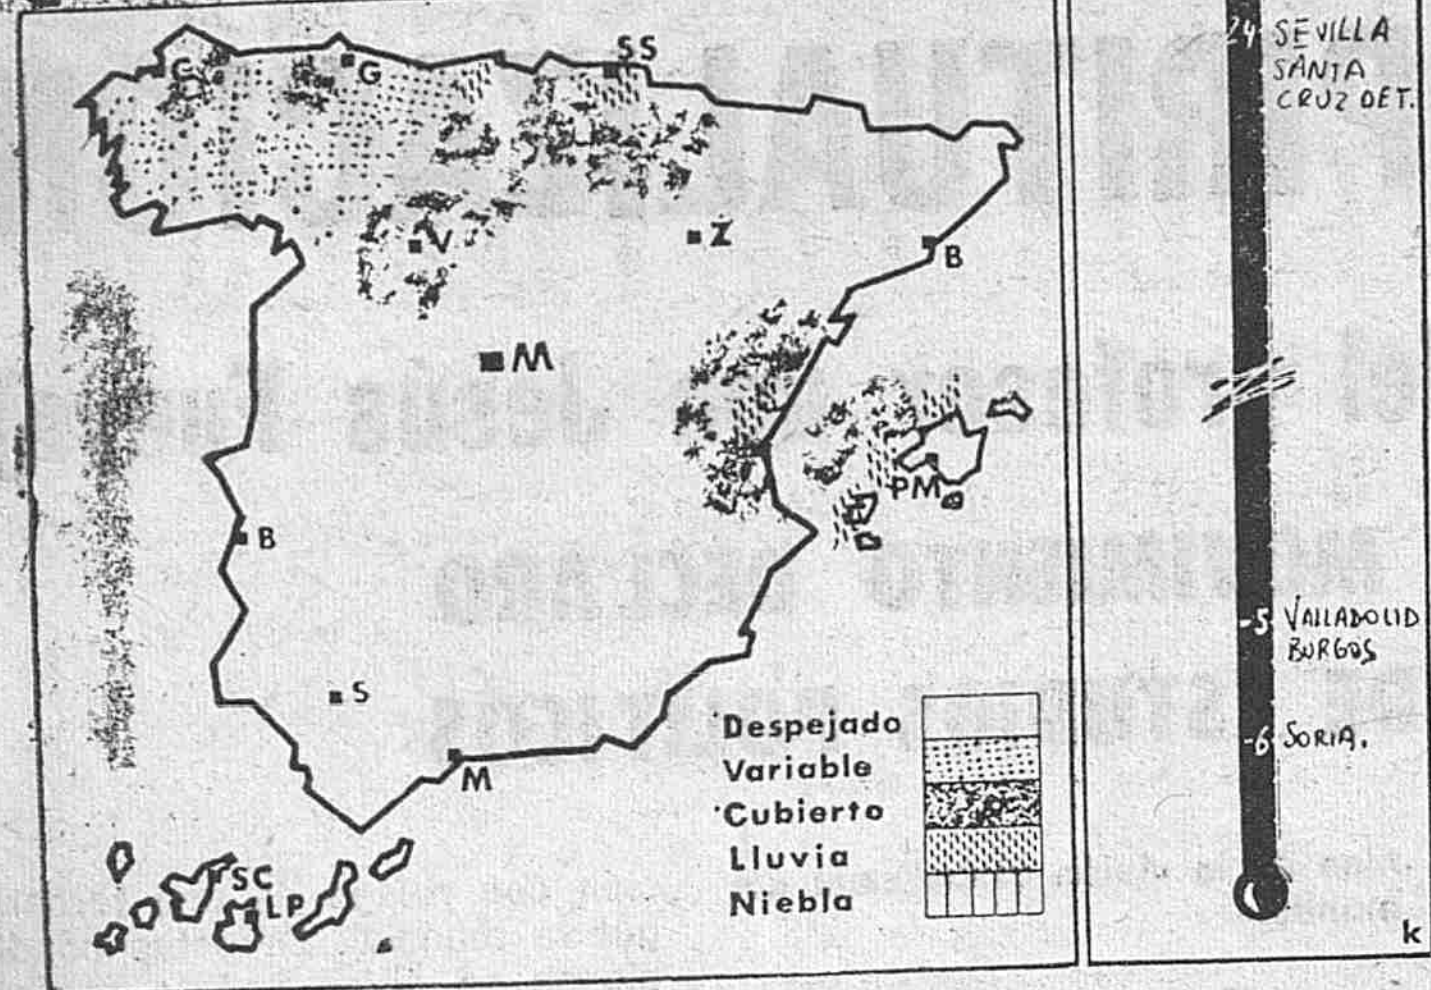 C
G
SS
V
Z
B
M
PM
B
S
M
SC
LP
Despejado
Variable
Cubierto
Lluvia
Niebla
24 SEVILLA
SANTA
CRUZ DE T.
-5 VALLADOLID
BURGOS
-6 SORIA.
k